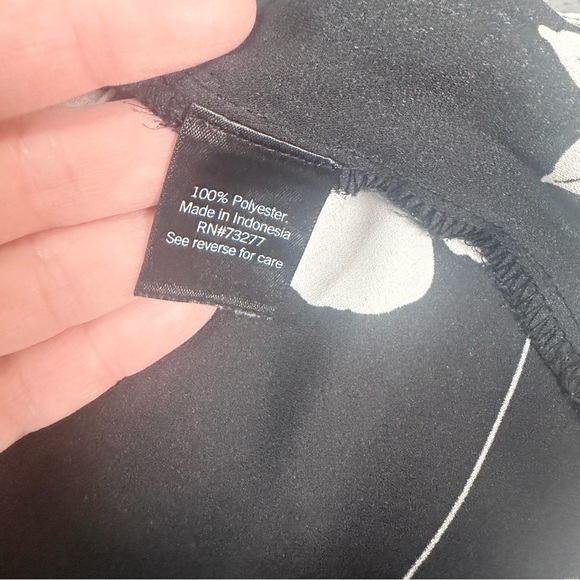 100% Polyester.
Made in Indonesia
RN#73277
See reverse for care